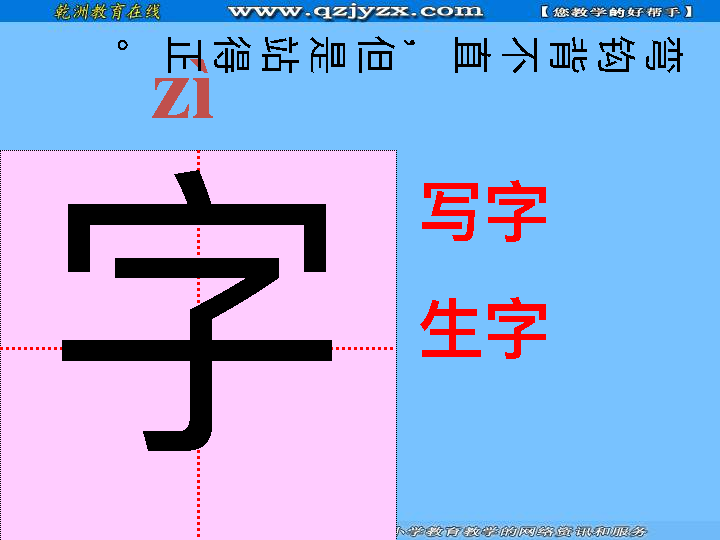 乾洲教育在线 www.qzjyzx.com 【您教学的好帮手】
弯钩背不直，但是站得正。
zì
字
写字
生字
小学教育教学的网络资讯和服务